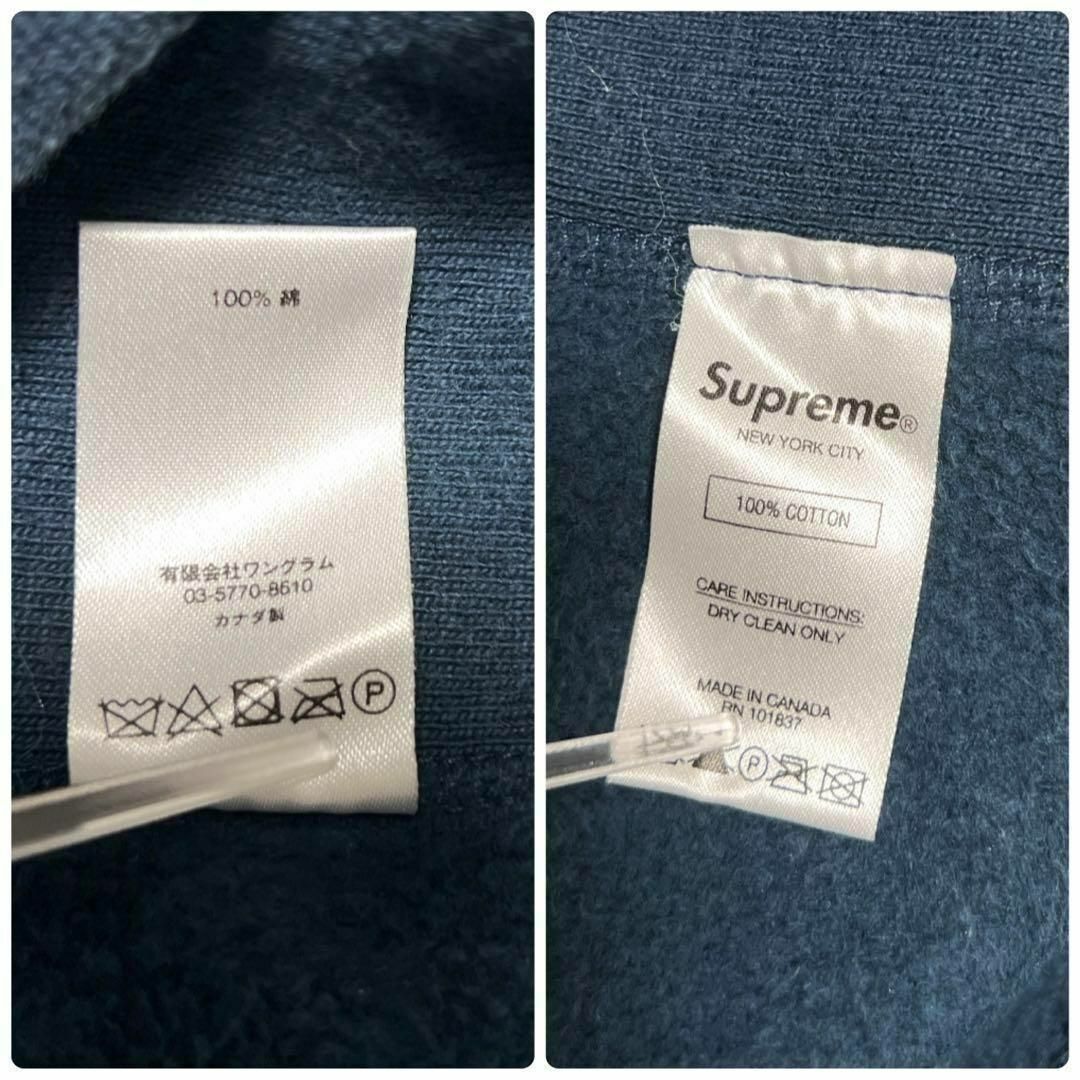 100% 綿
有限会社ワングラム
03-5770-8610
カナダ製
P
Supreme®
NEW YORK CITY
100% COTTON
CARE INSTRUCTIONS:
DRY CLEAN ONLY
MADE IN CANADA
RN 101837
P